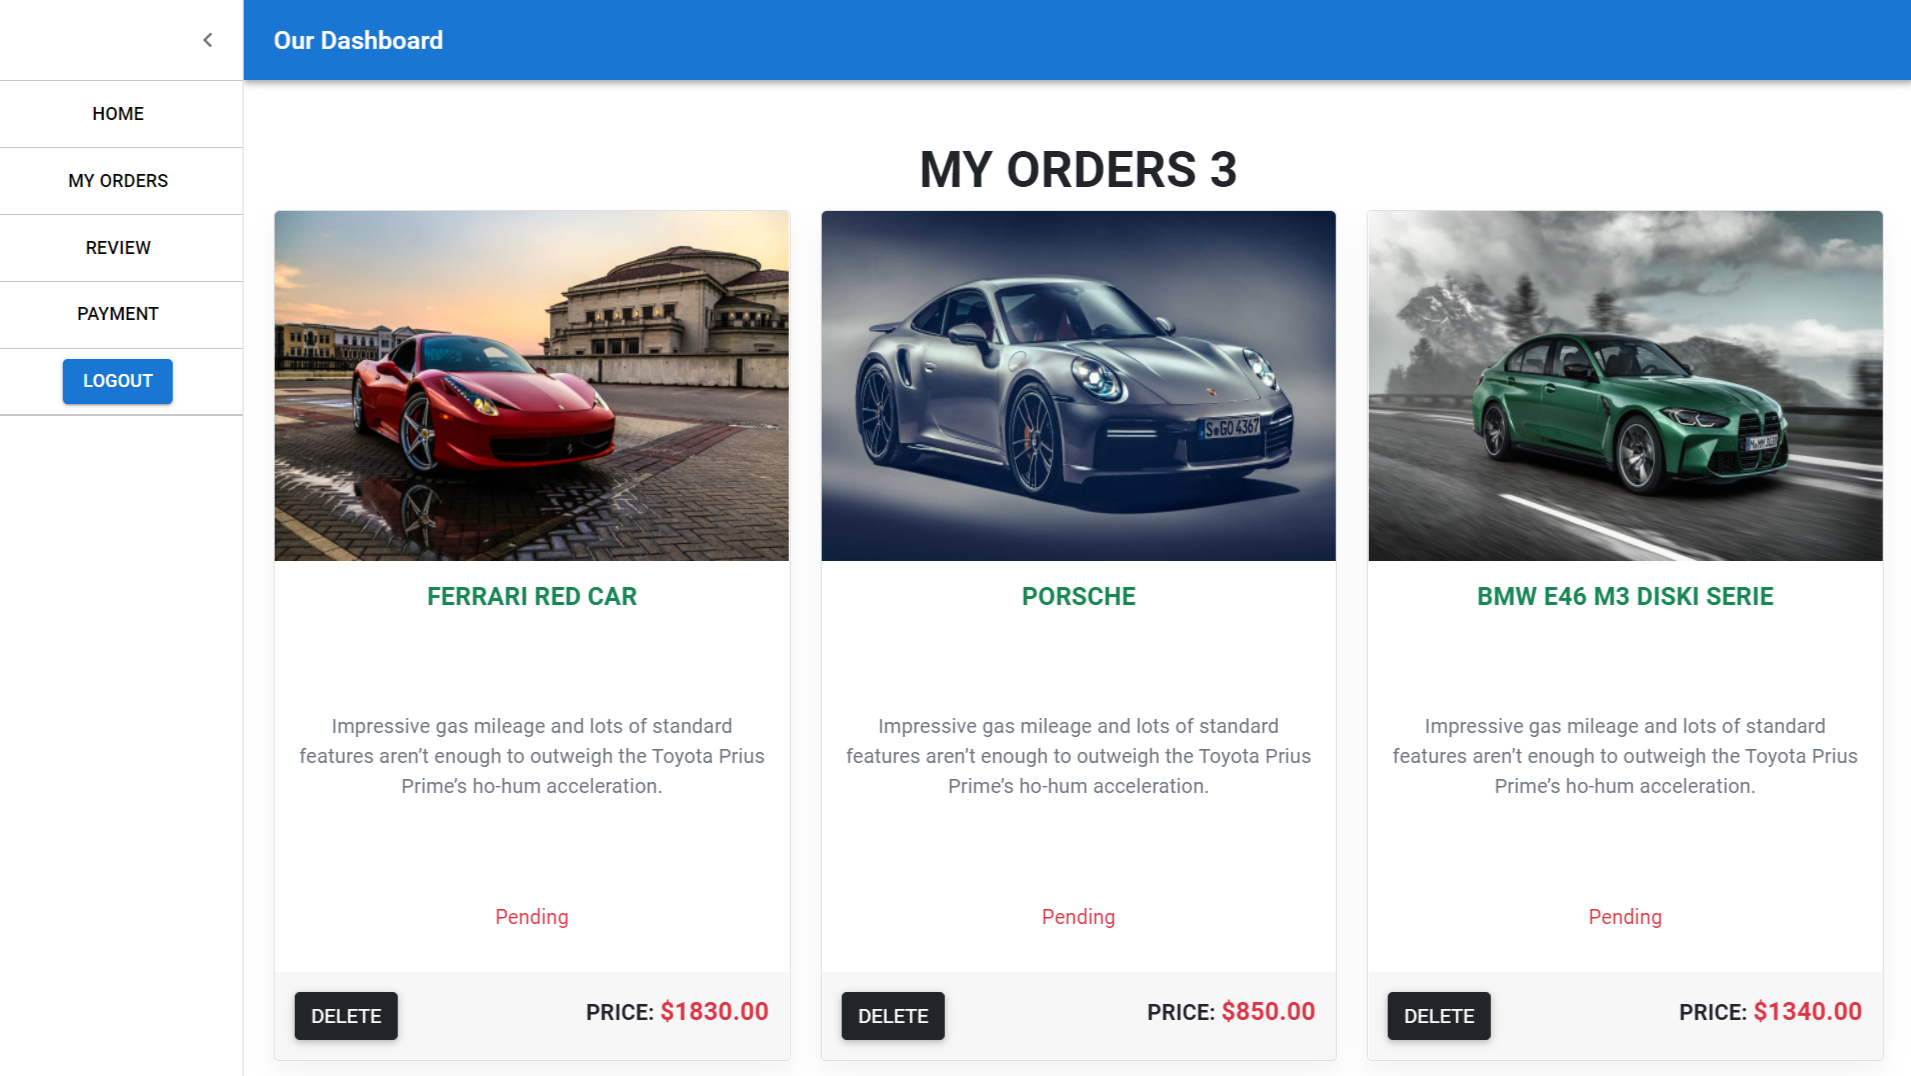 Our Dashboard
HOME
MY ORDERS
REVIEW
PAYMENT
LOGOUT
MY ORDERS 3
S GO 4367
FERRARI RED CAR
Impressive gas mileage and lots of standard
features aren’t enough to outweigh the Toyota Prius
Prime’s ho-hum acceleration.
Pending
DELETE
PRICE: $1830.00
PORSCHE
Impressive gas mileage and lots of standard
features aren’t enough to outweigh the Toyota Prius
Prime’s ho-hum acceleration.
Pending
DELETE
PRICE: $850.00
BMW E46 M3 DISKI SERIE
Impressive gas mileage and lots of standard
features aren’t enough to outweigh the Toyota Prius
Prime’s ho-hum acceleration.
Pending
DELETE
PRICE: $1340.00